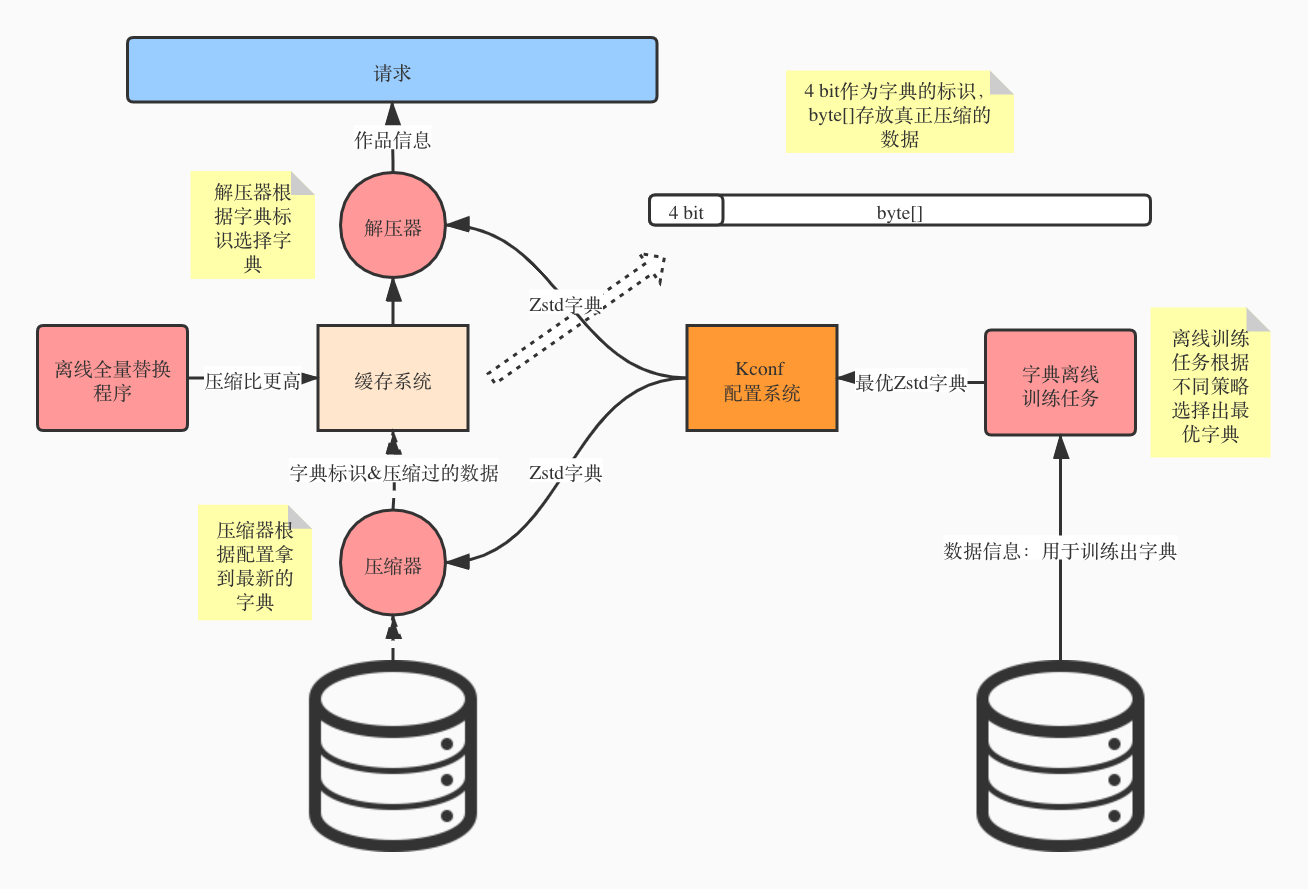 请求
4 bit作为字典的标识，
byte[]存放真正压缩的
数据
作品信息
解压器根
据字典标
识选择字
典
解压器
4 bit
byte[]
Zstd字典
离线全量替换
程序
压缩比更高
缓存系统
Kconf
配置系统
最优Zstd字典
字典离线
训练任务
离线训练
任务根据
不同策略
选择出最
优字典
字典标识&压缩过的数据
Zstd字典
压缩器根
据配置拿
到最新的
字典
压缩器
数据信息：用于训练出字典